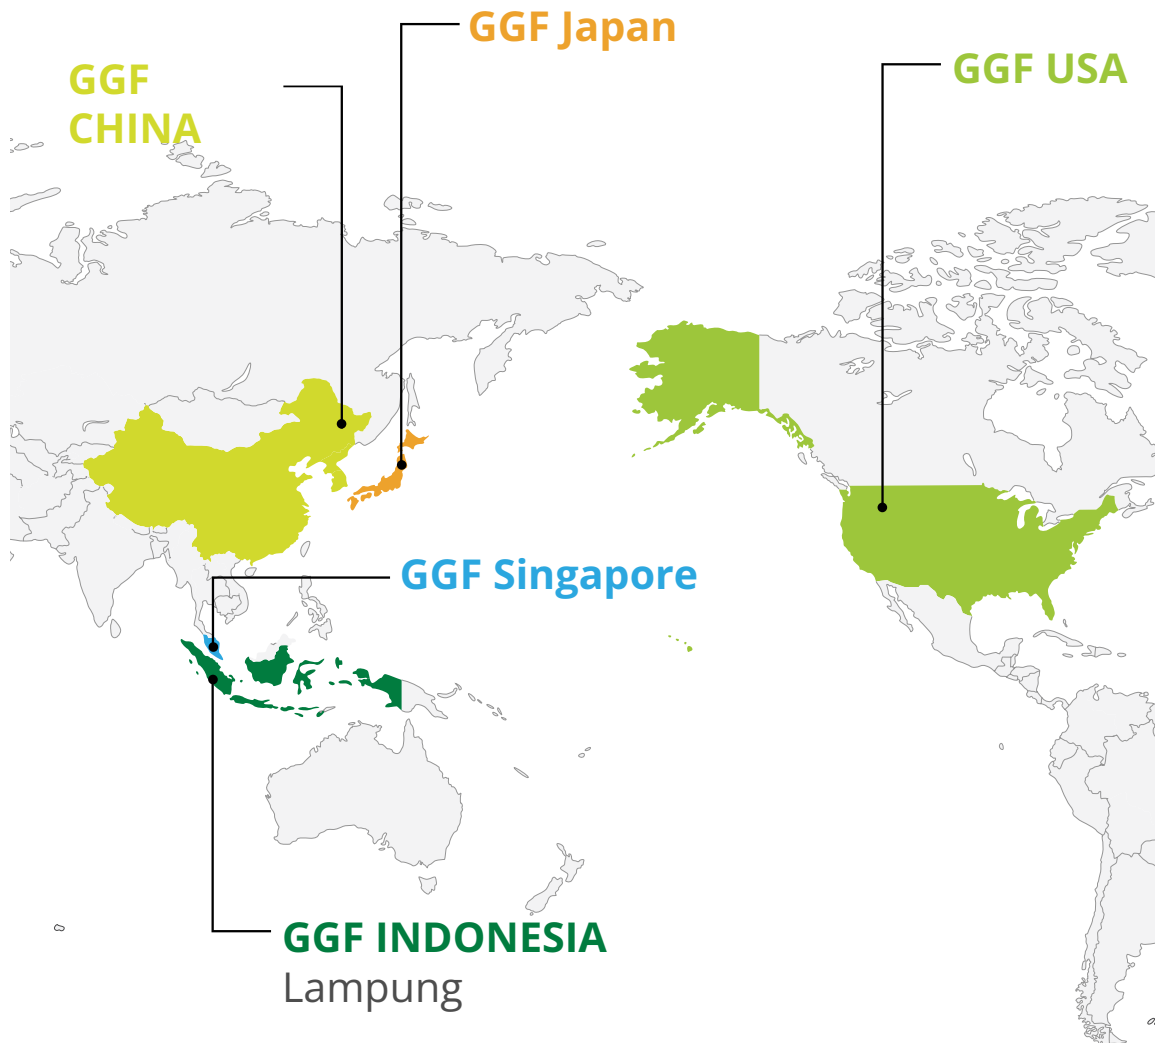 GGF Japan
GGF USA
GGF
CHINA
GGF Singapore
GGF INDONESIA
Lampung